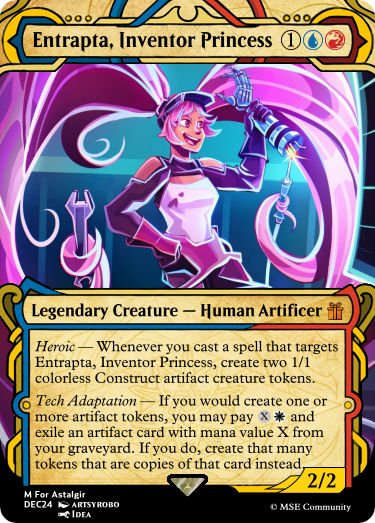 Entrapta, Inventor Princess 1
Legendary Creature — Human Artificer
Heroic — Whenever you cast a spell that targets
Entrapta, Inventor Princess, create two 1/1
colorless Construct artifact creature tokens.
Tech Adaptation — If you would create one or
more artifact tokens, you may pay X and
exile an artifact card with mana value X from
your graveyard. If you do, create that many
tokens that are copies of that card instead.
2/2
M For Astalgir
DEC24 ARTSYROBO
IDEA
© MSE Community